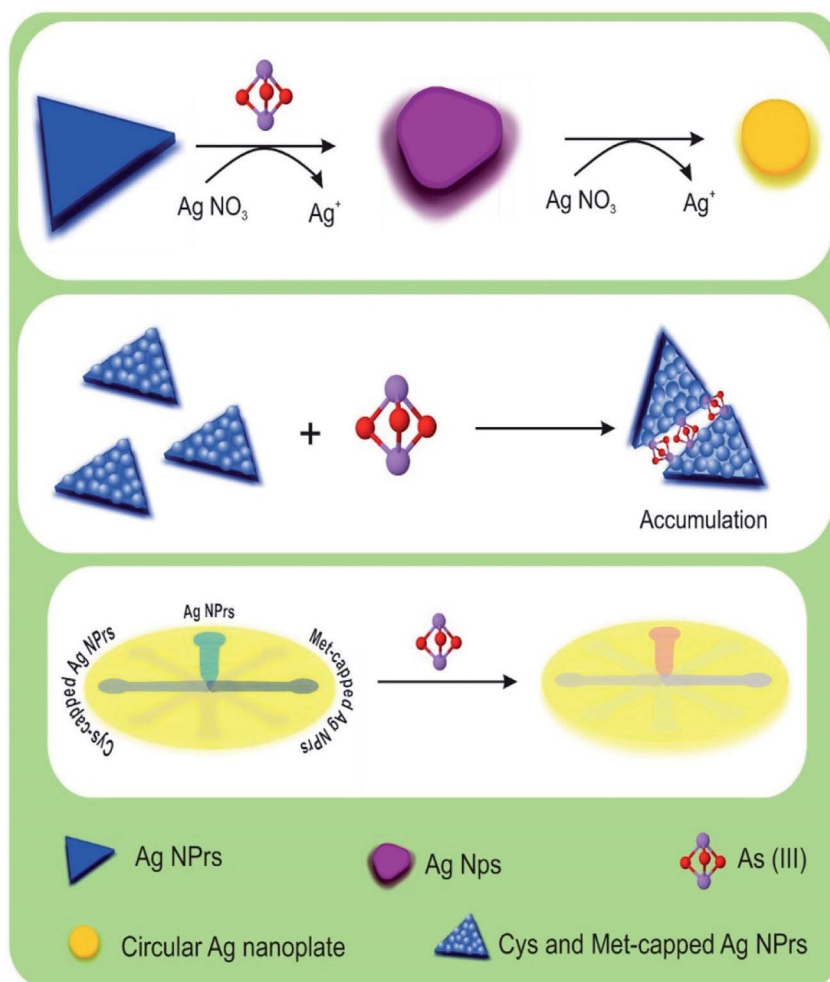 Ag NO₃
Ag⁺
Ag NO₃
Ag⁺
+
Accumulation
Ag NPrs
Cys-capped Ag NPrs
Met-capped Ag NPrs
Ag NPrs
Ag Nps
As (III)
Circular Ag nanoplate
Cys and Met-capped Ag NPrs